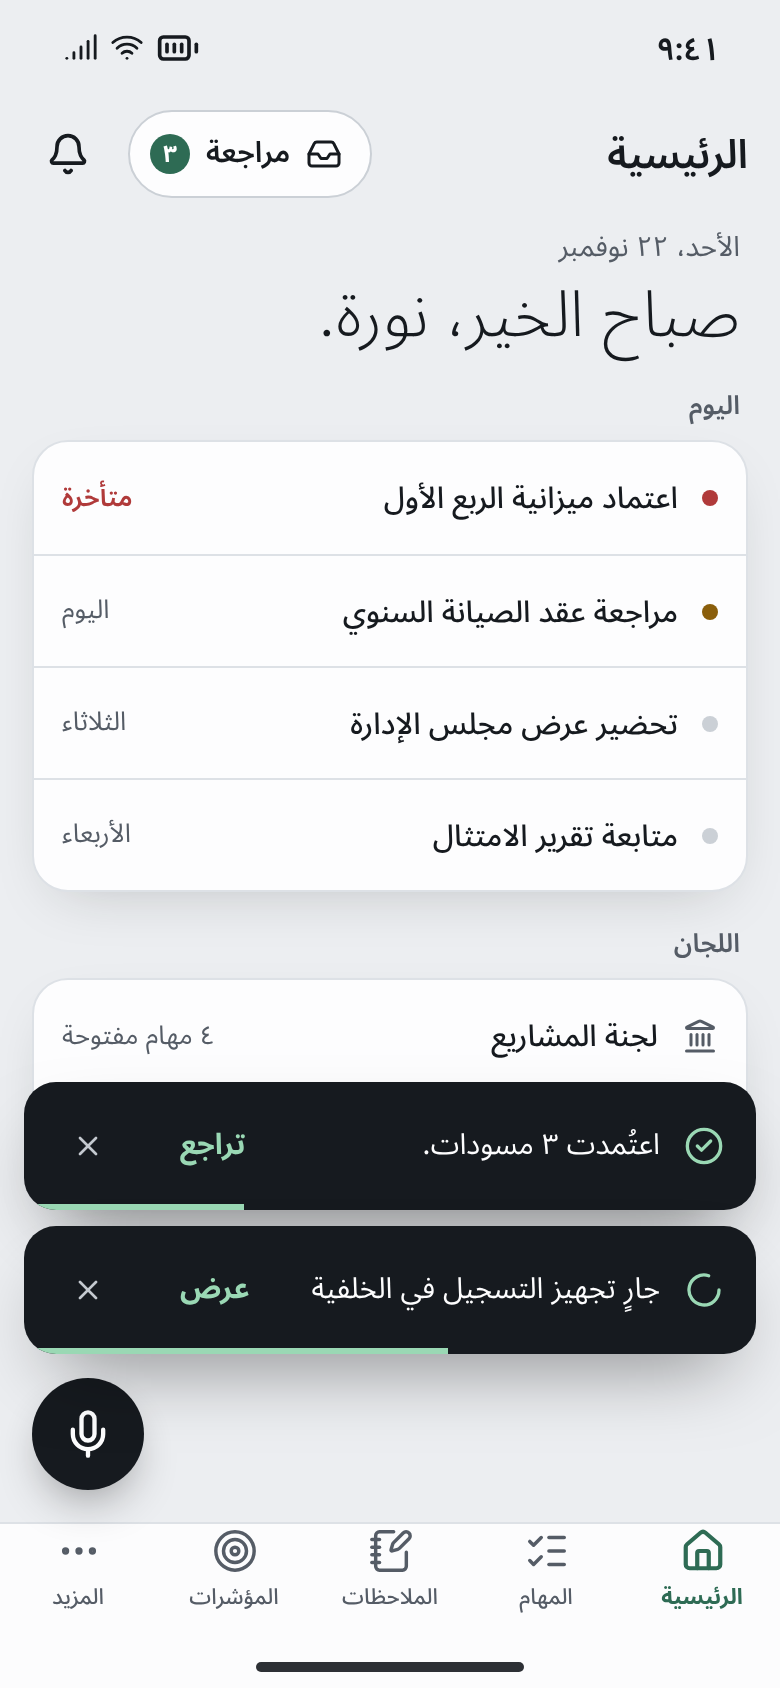 ٩:٤١
الرئيسية
مراجعة ٣
الأحد، ٢٢ نوفمبر
صباح الخير، نورة.
اليوم
اعتماد ميزانية الربع الأول متأخرة
مراجعة عقد الصيانة السنوي اليوم
تحضير عرض مجلس الإدارة الثلاثاء
متابعة تقرير الامتثال الأربعاء
اللجان
لجنة المشاريع ٤ مهام مفتوحة
اعتُمدت ٣ مسودات. تراجع
جارٍ تجهيز التسجيل في الخلفية عرض
الرئيسية المهام الملاحظات المؤشرات المزيد